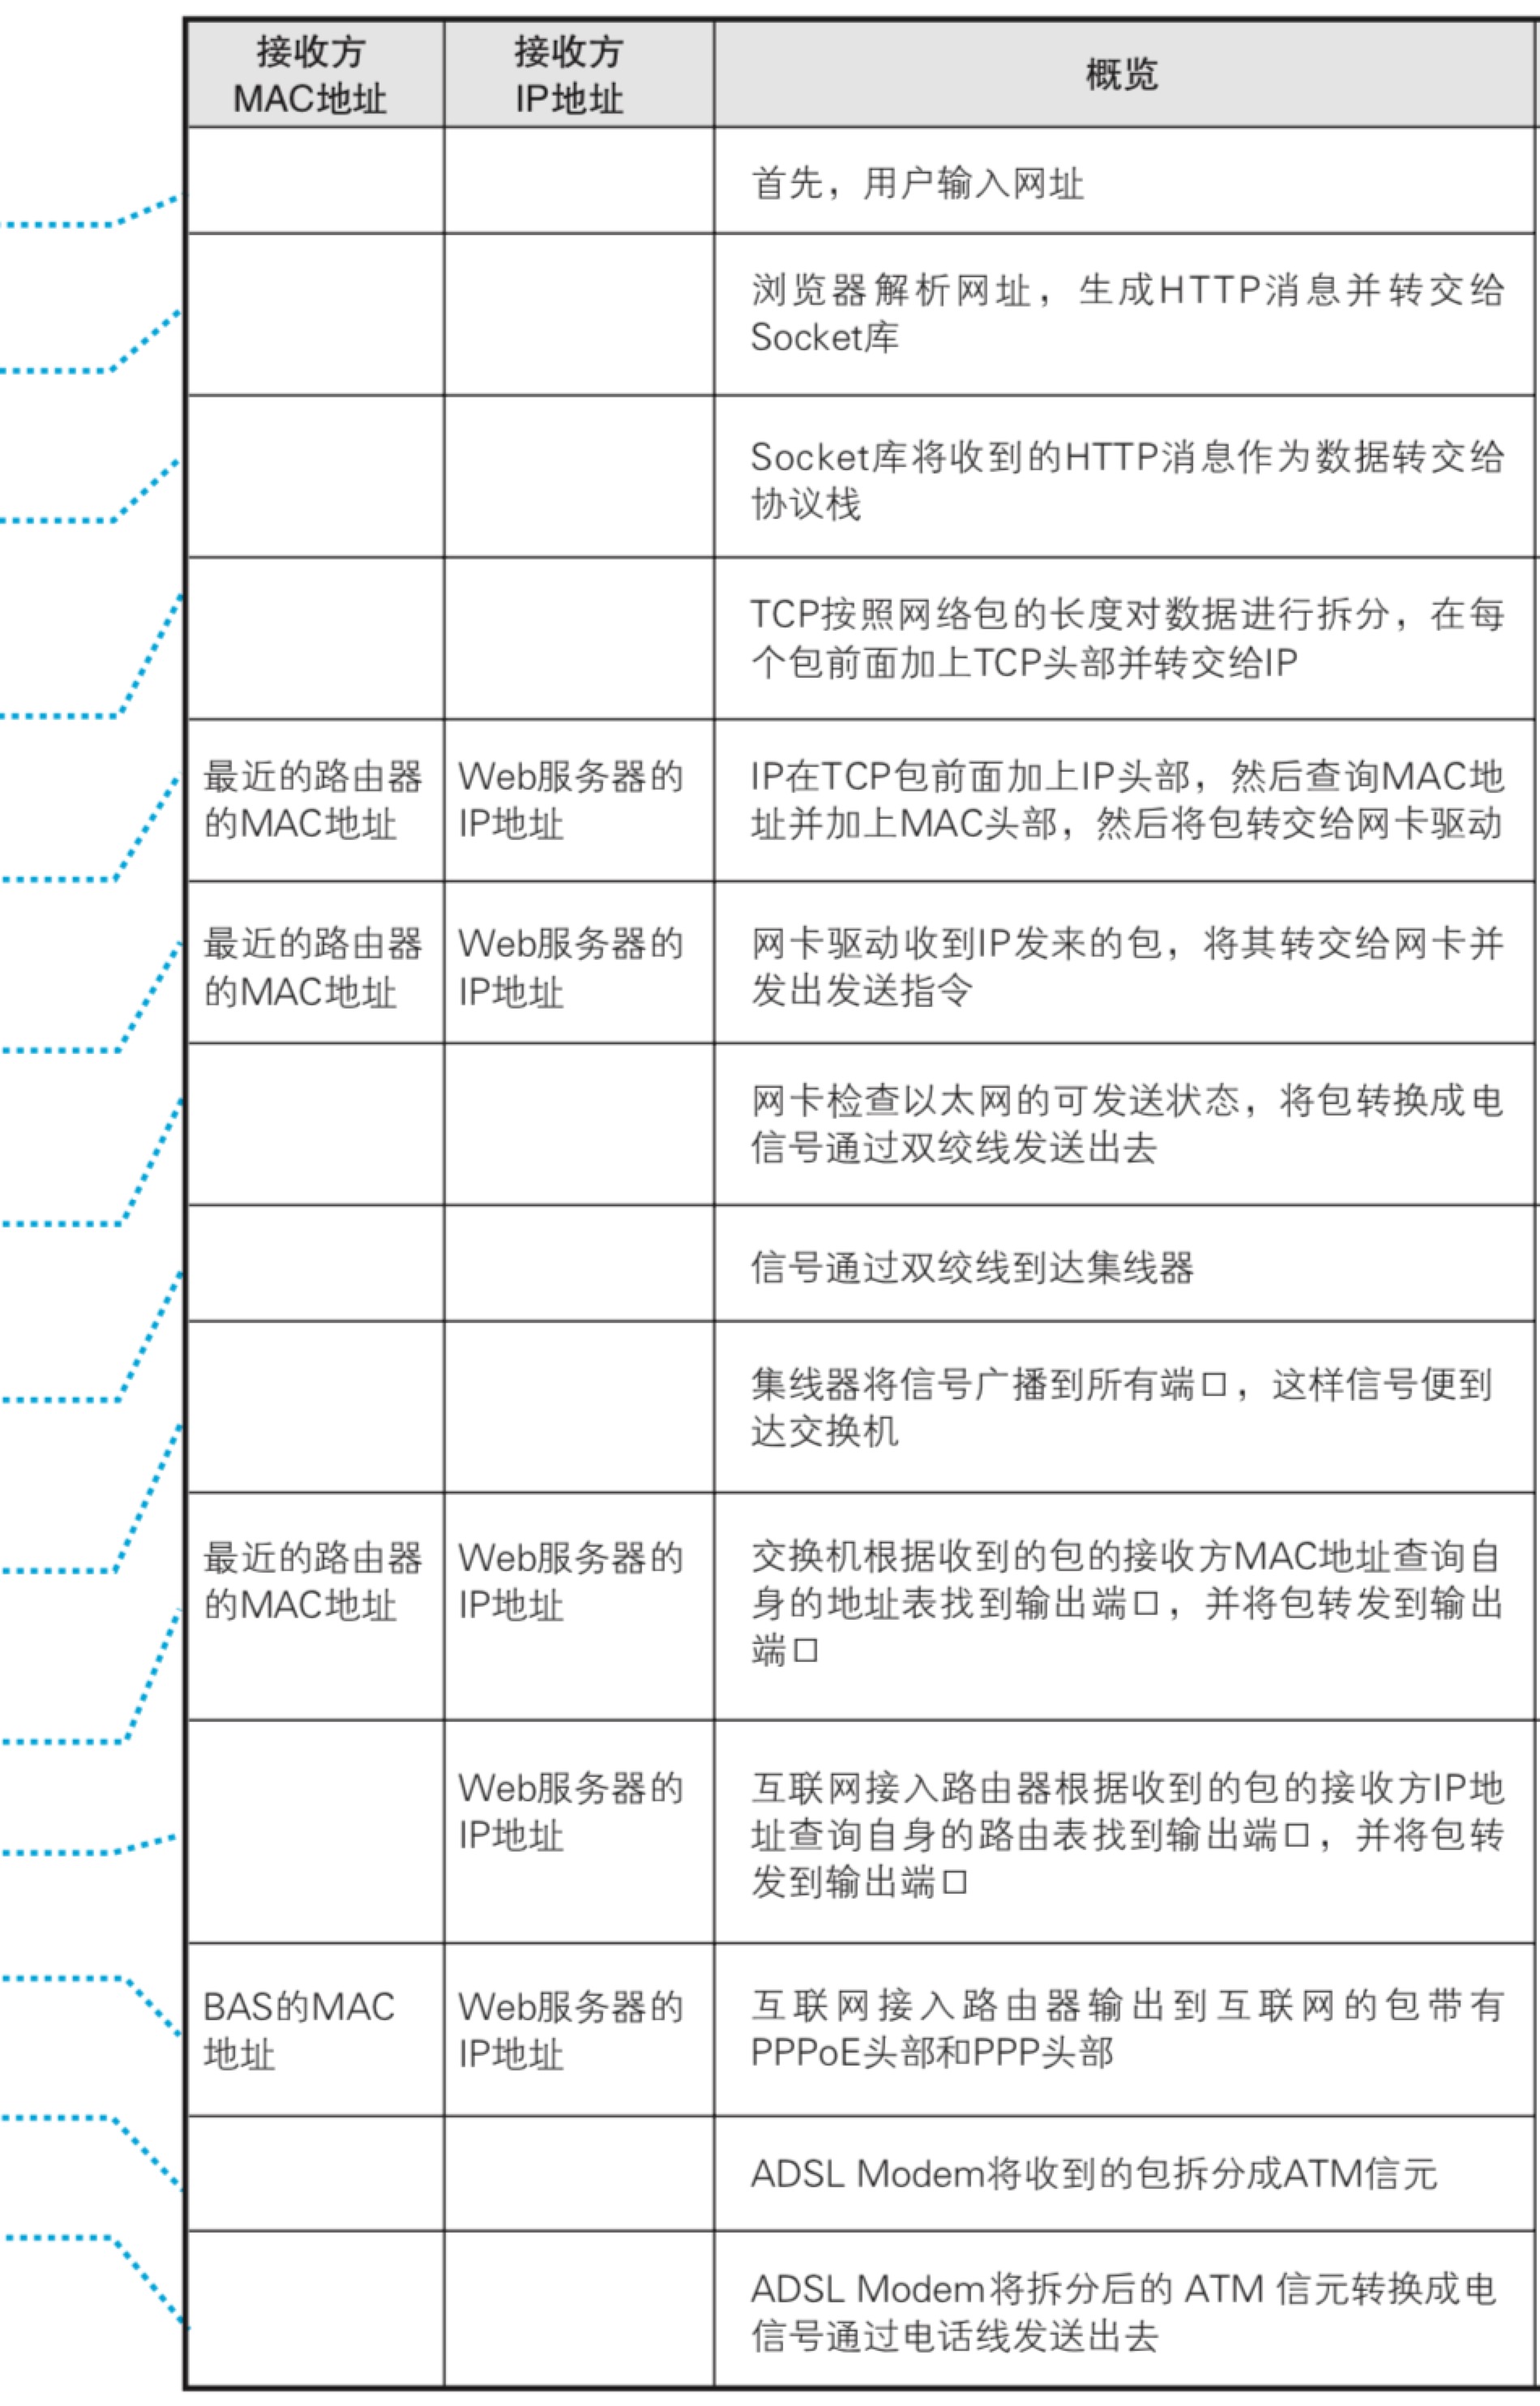 接收方
MAC地址
接收方
IP地址
概览
首先，用户输入网址
浏览器解析网址，生成HTTP消息并转交给
Socket库
Socket库将收到的HTTP消息作为数据转交给
协议栈
TCP按照网络包的长度对数据进行拆分，在每
个包前面加上TCP头部并转交给IP
最近的路由器
的MAC地址
Web服务器的
IP地址
IP在TCP包前面加上IP头部，然后查询MAC地
址并加上MAC头部，然后将包转交给网卡驱动
最近的路由器
的MAC地址
Web服务器的
IP地址
网卡驱动收到IP发来的包，将其转交给网卡并
发出发送指令
网卡检查以太网的可发送状态，将包转换成电
信号通过双绞线发送出去
信号通过双绞线到达集线器
集线器将信号广播到所有端口，这样信号便到
达交换机
最近的路由器
的MAC地址
Web服务器的
IP地址
交换机根据收到的包的接收方MAC地址查询自
身的地址表找到输出端口，并将包转发到输出
端口
Web服务器的
IP地址
互联网接入路由器根据收到的包的接收方IP地
址查询自身的路由表找到输出端口，并将包转
发到输出端口
BAS的MAC
地址
Web服务器的
IP地址
互联网接入路由器输出到互联网的包带有
PPPoE头部和PPP头部
ADSL Modem将收到的包拆分成ATM信元
ADSL Modem将拆分后的 ATM 信元转换成电
信号通过电话线发送出去